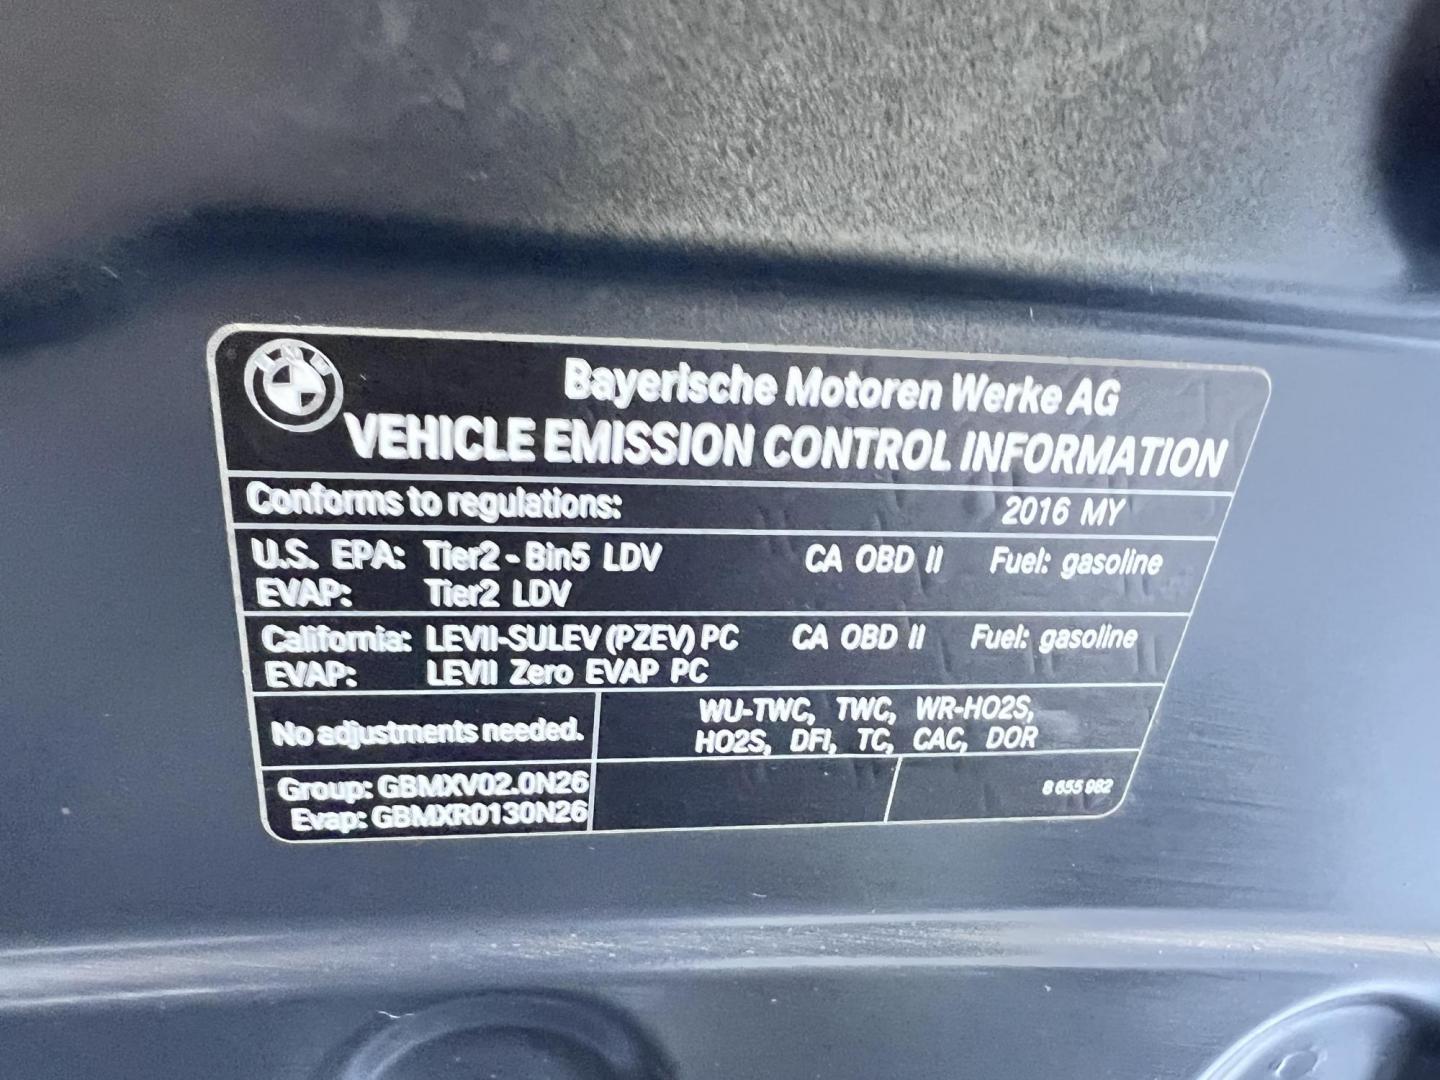 BMW
Bayerische Motoren Werke AG
VEHICLE EMISSION CONTROL INFORMATION
Conforms to regulations: 2016 MY
U.S. EPA: Tier2 - Bin5 LDV CA OBD II Fuel: gasoline
EVAP: Tier2 LDV
California: LEVII-SULEV (PZEV) PC CA OBD II Fuel: gasoline
EVAP: LEVII Zero EVAP PC
No adjustments needed.
WU-TWC, TWC, WR-HO2S,
HO2S, DFI, TC, CAC, DOR
Group: GBMXV02.0N26
Evap: GBMXR0130N26
8 655 982